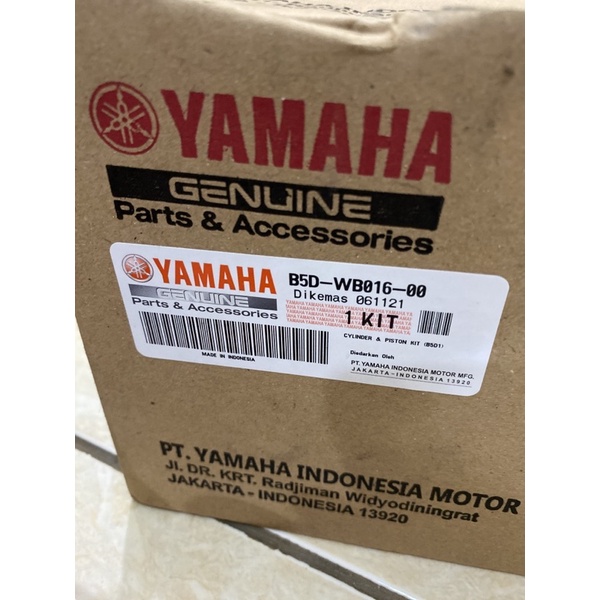 YAMAHA
GENUINE
Parts & Accessories
YAMAHA
GENUINE
Parts & Accessories
MADE IN INDONESIA
B5D-WB016-00
Dikemas 061121
1 KIT
CYLINDER & PISTON KIT (B5D1)
Diedarkan Oleh
PT. YAMAHA INDONESIA MOTOR MFG.
JAKARTA-INDONESIA 13920
PT. YAMAHA INDONESIA MOTOR
Jl. DR. KRT. Radjiman Widyodiningrat
JAKARTA - INDONESIA 13920